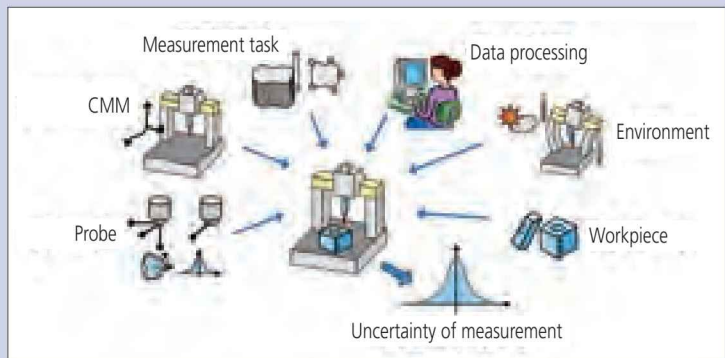 Measurement task
Data processing
CMM
Environment
Probe
Workpiece
Uncertainty of measurement